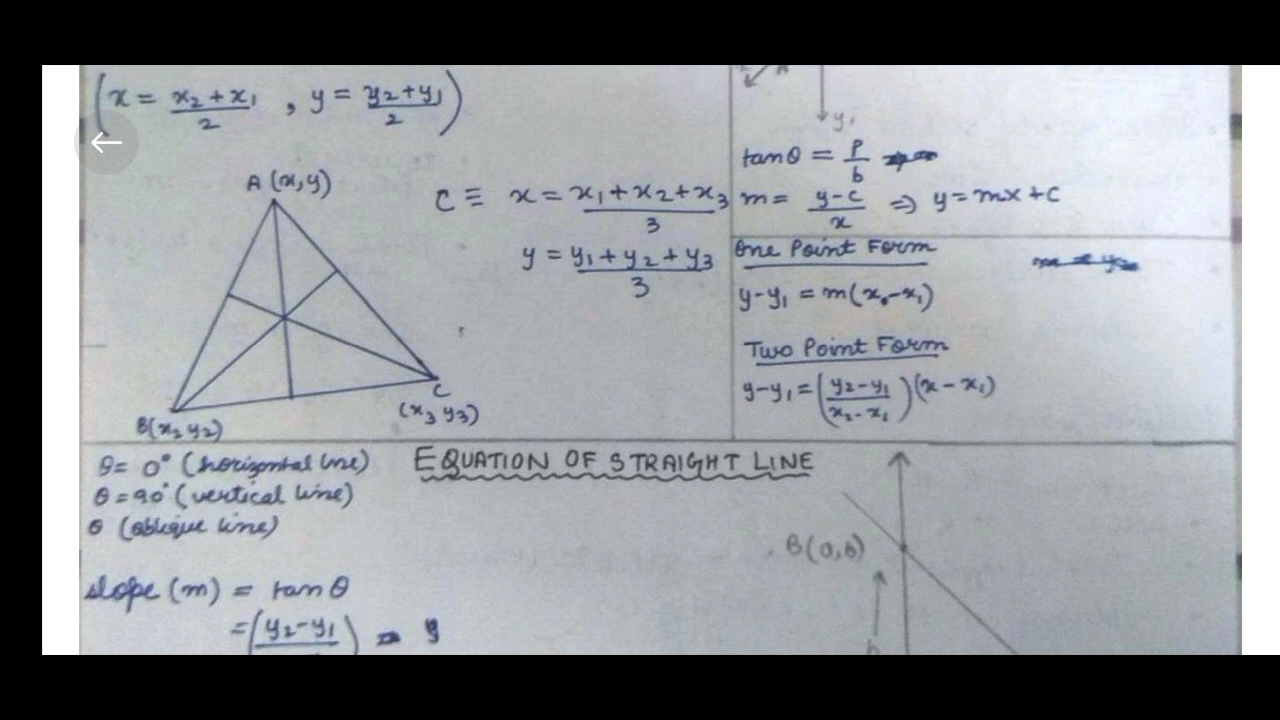 (x = x₂+x₁/2 , y = y₂+y₁/2)
A (x,y)
B(x₂ y₂)
C
(x₃ y₃)
C ≡ x = x₁+x₂+x₃/3
y = y₁+y₂+y₃/3
y₁
tanθ = P/b
m = y-c/x ⇒ y=mx+c
One Point Form
y-y₁ = m(x-x₁)
Two Point Form
y-y₁=(y₂-y₁/x₂-x₁)(x-x₁)
θ= 0° (horizontal line)
θ=90° (vertical line)
θ (oblique line)
EQUATION OF STRAIGHT LINE
slope (m) = tan θ
=(y₂-y₁
B(0,b)
b